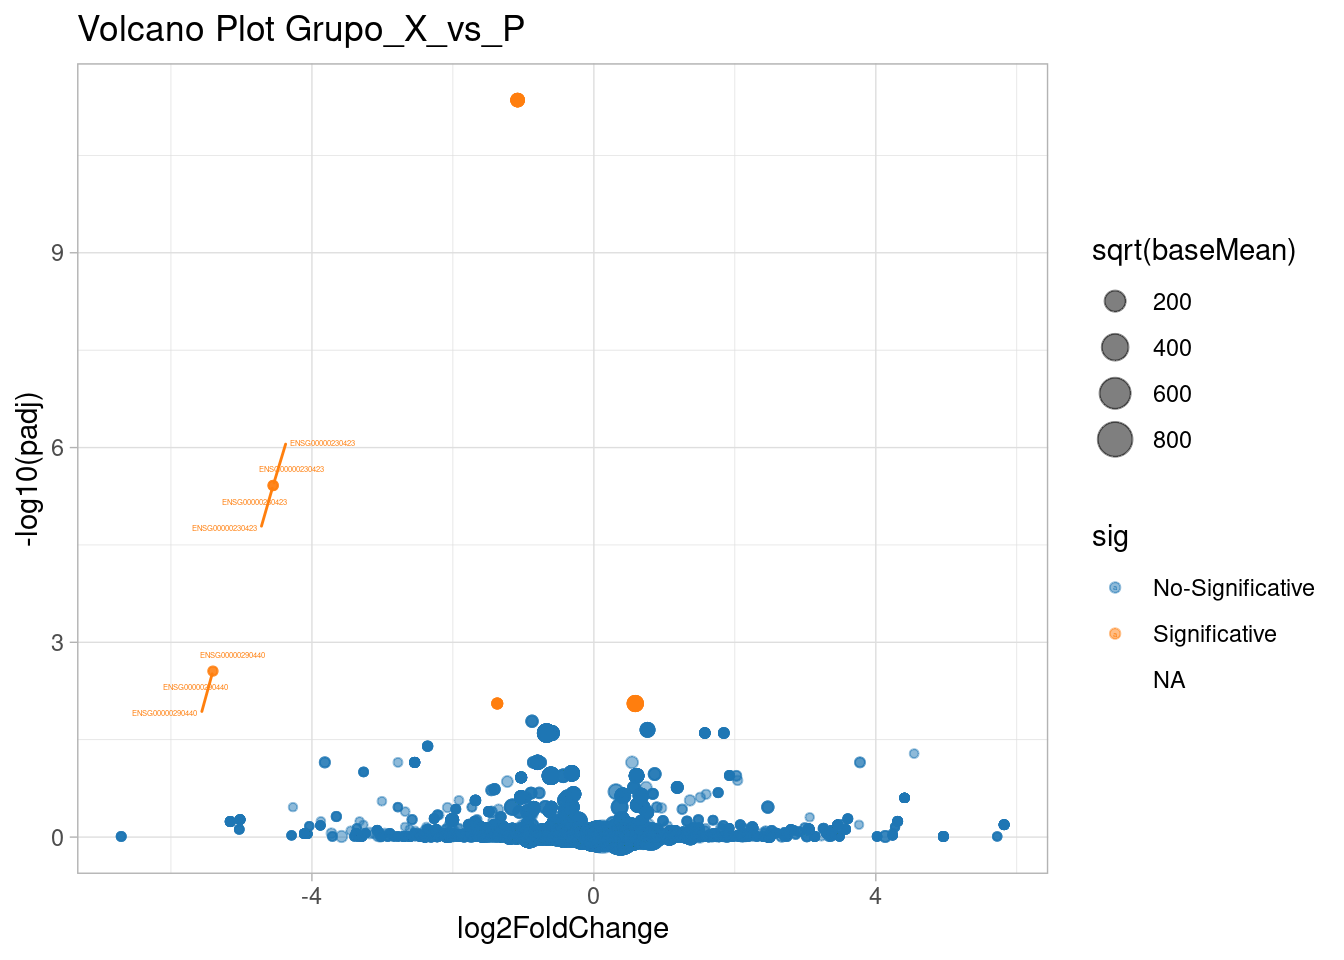 Volcano Plot Grupo_X_vs_P
-log10(padj)
9
6
3
0
ENSG00000230423
ENSG00000230423
ENSG00000230423
ENSG00000230423
ENSG00000290440
ENSG00000290440
ENSG00000290440
-4
0
4
log2FoldChange
sqrt(baseMean)
200
400
600
800
sig
No-Significative
Significative
NA